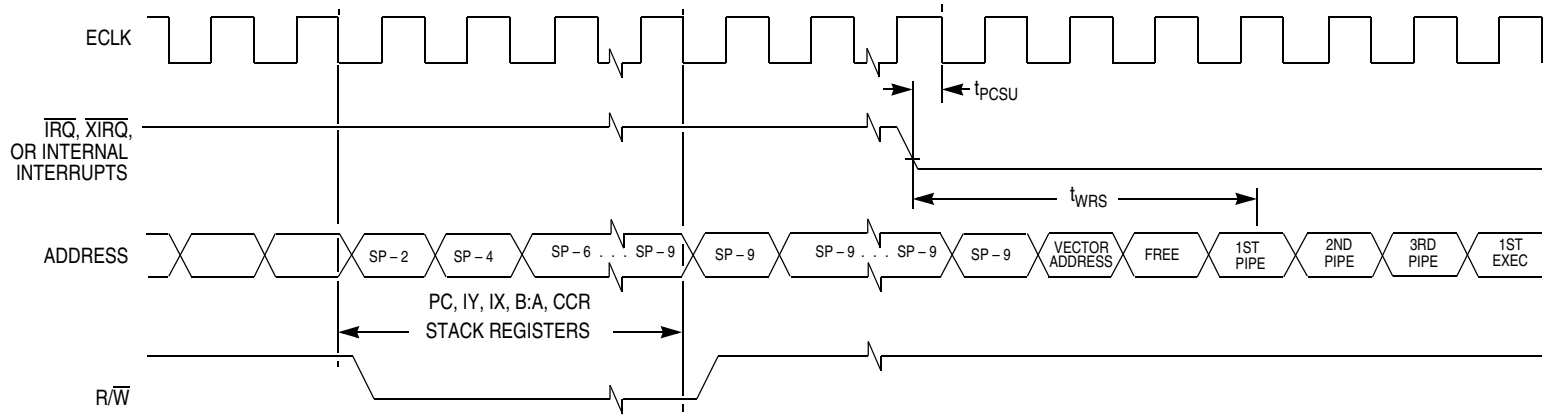 ECLK
tPCSU
IRQ, XIRQ,
OR INTERNAL
INTERRUPTS
tWRS
ADDRESS
SP – 2
SP – 4
SP – 6 . . . SP – 9
SP – 9
SP – 9 . . . SP – 9
SP – 9
VECTOR
ADDRESS
FREE
1ST
PIPE
2ND
PIPE
3RD
PIPE
1ST
EXEC
PC, IY, IX, B:A, CCR
STACK REGISTERS
R/W